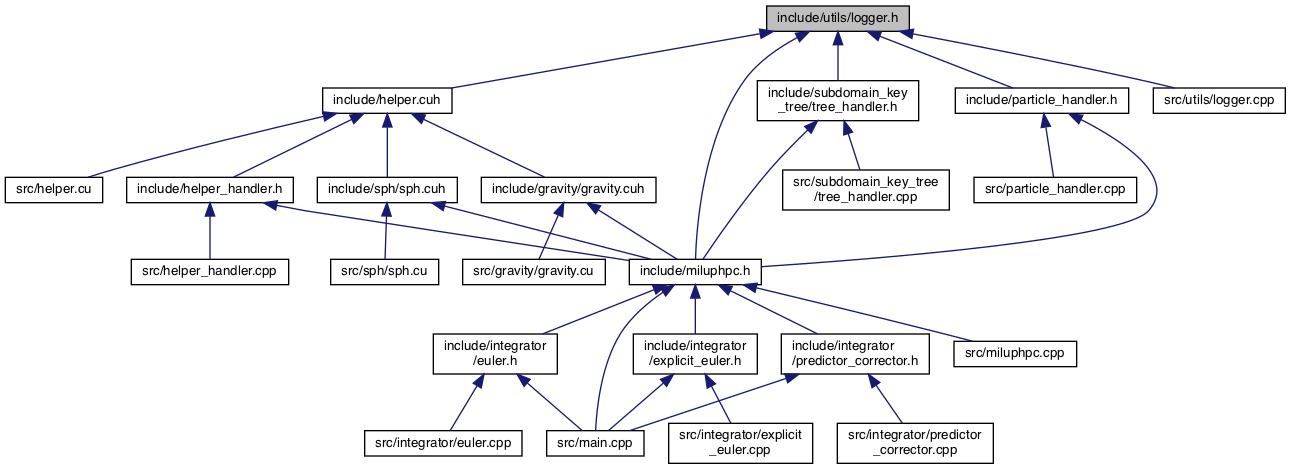 include/utils/logger.h
include/helper.cuh
include/subdomain_key
_tree/tree_handler.h
include/particle_handler.h
src/utils/logger.cpp
src/helper.cu
include/helper_handler.h
include/sph/sph.cuh
include/gravity/gravity.cuh
src/subdomain_key_tree
/tree_handler.cpp
src/particle_handler.cpp
src/helper_handler.cpp
src/sph/sph.cu
src/gravity/gravity.cu
include/miluphpc.h
include/integrator
/euler.h
include/integrator
/explicit_euler.h
include/integrator
/predictor_corrector.h
src/miluphpc.cpp
src/integrator/euler.cpp
src/main.cpp
src/integrator/explicit
_euler.cpp
src/integrator/predictor
_corrector.cpp